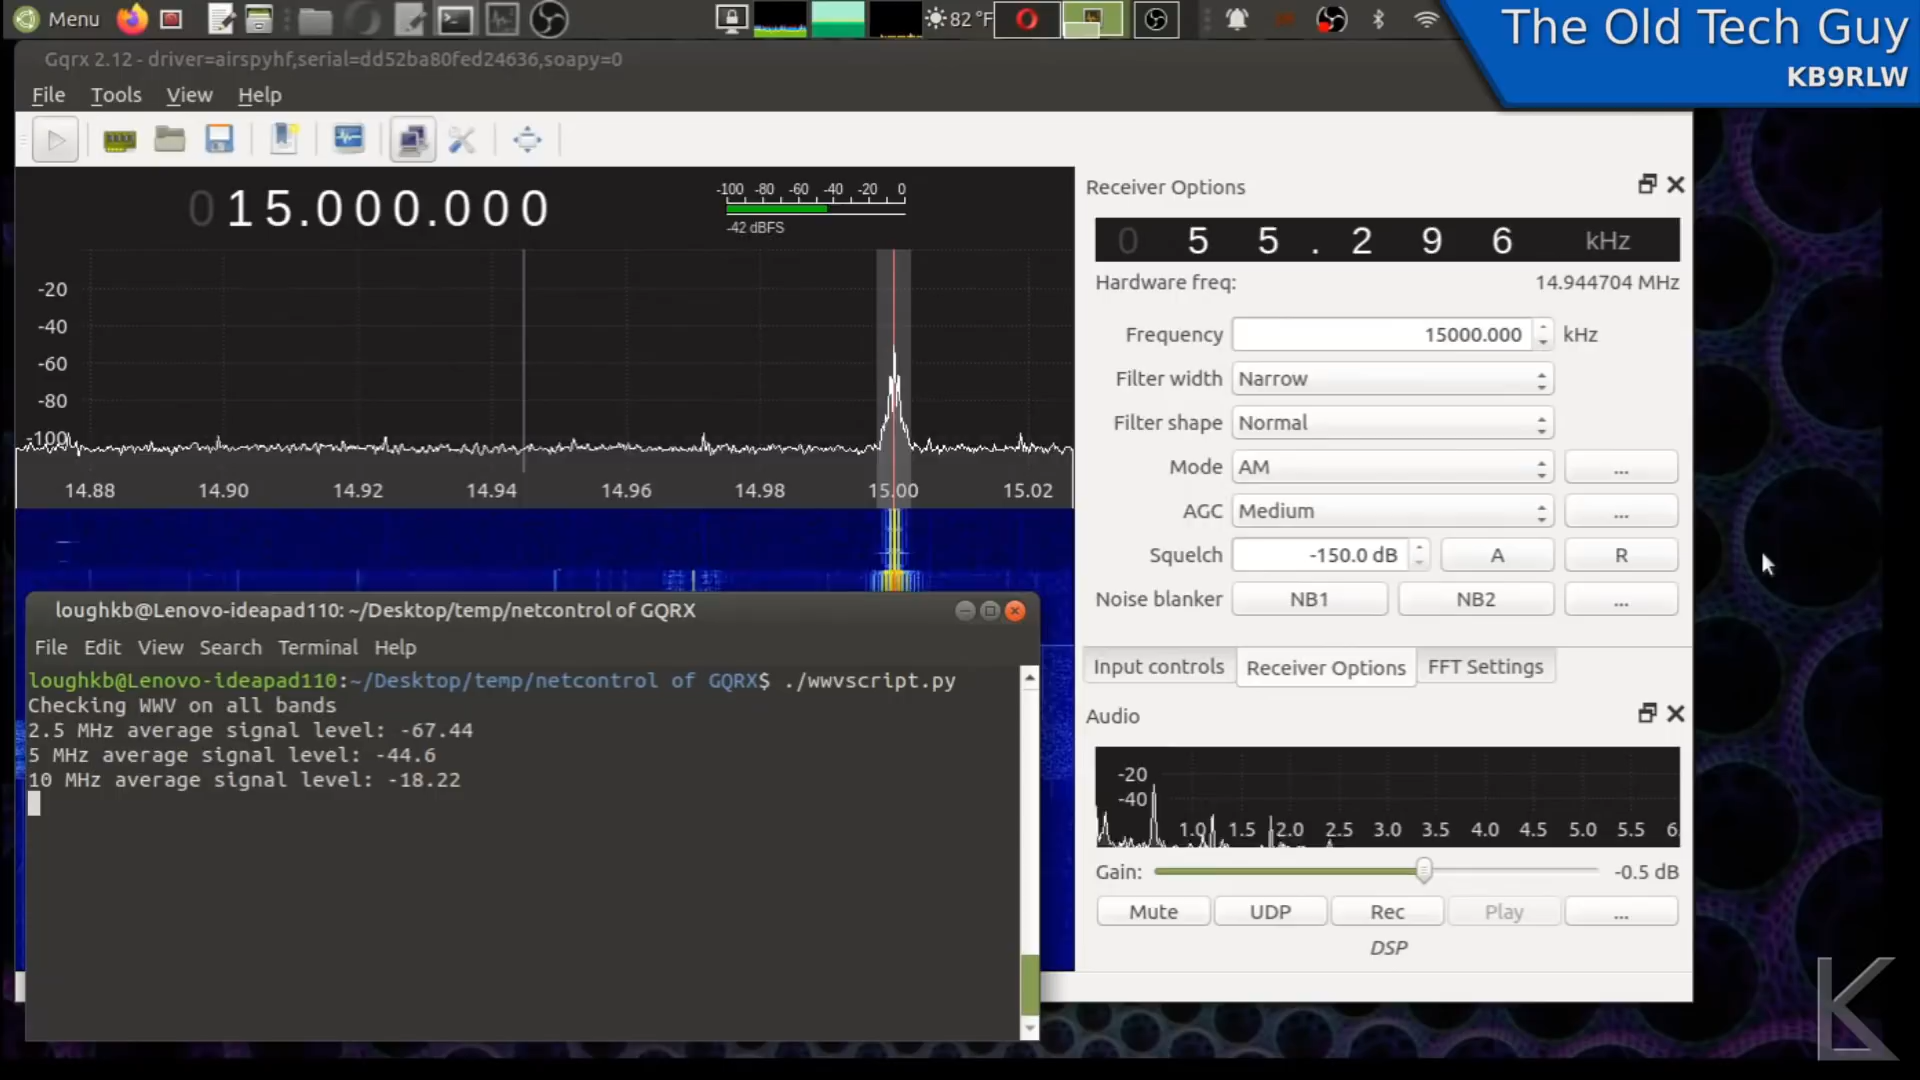 Menu
82 °F
The Old Tech Guy
KB9RLW
Gqrx 2.12 - driver=airspyhf,serial=dd52ba80fed24636,soapy=0
File Tools View Help
015.000.000
-100 -80 -60 -40 -20 0
-42 dBFS
-20
-40
-60
-80
-100
14.88 14.90 14.92 14.94 14.96 14.98 15.00 15.02
Receiver Options
0 5 5 . 2 9 6 kHz
Hardware freq: 14.944704 MHz
Frequency 15000.000 kHz
Filter width Narrow
Filter shape Normal
Mode AM ...
AGC Medium ...
Squelch -150.0 dB A R
Noise blanker NB1 NB2 ...
Input controls Receiver Options FFT Settings
Audio
-20
-40
1.0 1.5 2.0 2.5 3.0 3.5 4.0 4.5 5.0 5.5 6.
Gain: -0.5 dB
Mute UDP Rec Play ...
DSP
loughkb@Lenovo-ideapad110: ~/Desktop/temp/netcontrol of GQRX
File Edit View Search Terminal Help
loughkb@Lenovo-ideapad110:~/Desktop/temp/netcontrol of GQRX$ ./wwvscript.py
Checking WWV on all bands
2.5 MHz average signal level: -67.44
5 MHz average signal level: -44.6
10 MHz average signal level: -18.22
K